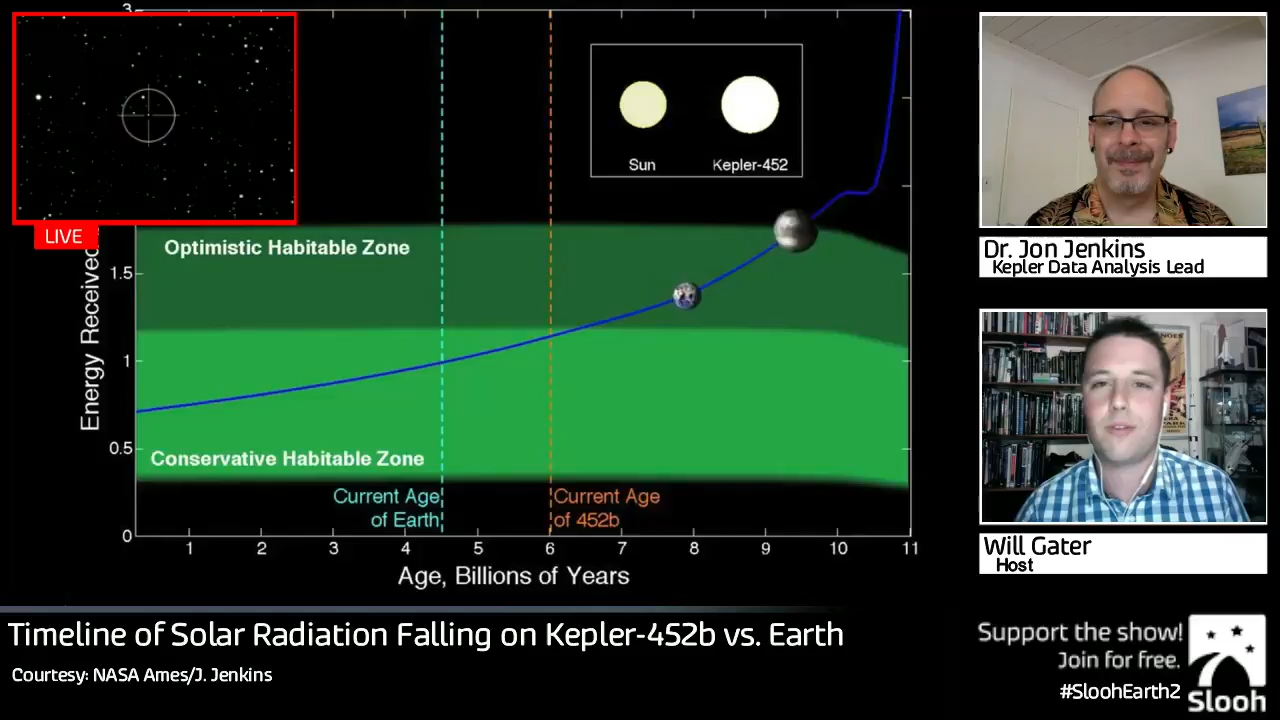 3
LIVE
Sun
Kepler-452
Optimistic Habitable Zone
Energy Received
1.5
1
0.5
0
Conservative Habitable Zone
Current Age
of Earth
Current Age
of 452b
1 2 3 4 5 6 7 8 9 10 11
Age, Billions of Years
Timeline of Solar Radiation Falling on Kepler-452b vs. Earth
Courtesy: NASA Ames/J. Jenkins
Dr. Jon Jenkins
Kepler Data Analysis Lead
Will Gater
Host
Support the show!
Join for free.
#SloohEarth2
Slooh